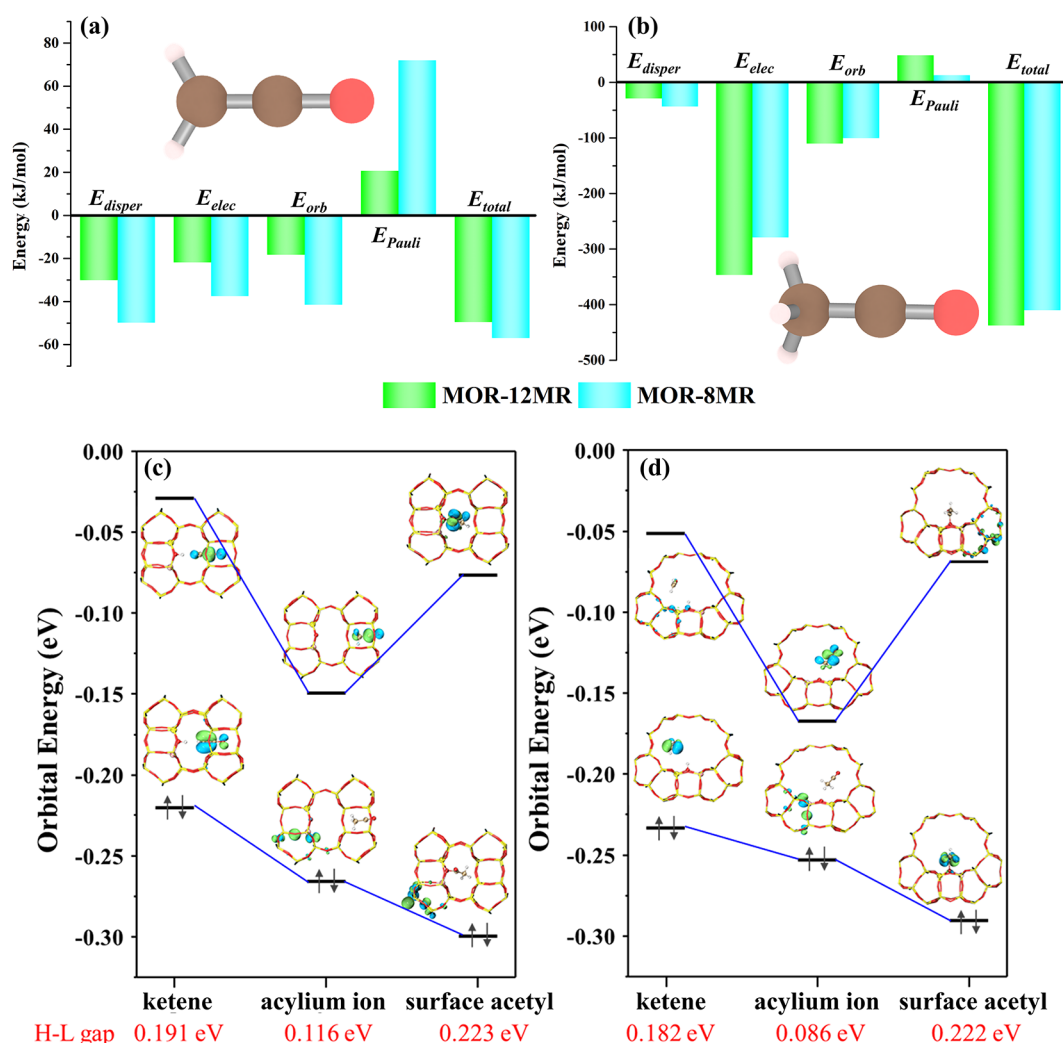 (a)
Energy (kJ/mol)
80
60
40
20
0
-20
-40
-60
E_disper
E_elec
E_orb
E_Pauli
E_total
(b)
Energy (kJ/mol)
100
0
-100
-200
-300
-400
-500
E_disper
E_elec
E_orb
E_Pauli
E_total
MOR-12MR MOR-8MR
(c)
Orbital Energy (eV)
0.00
-0.05
-0.10
-0.15
-0.20
-0.25
-0.30
ketene acylium ion surface acetyl
H-L gap 0.191 eV 0.116 eV 0.223 eV
(d)
Orbital Energy (eV)
0.00
-0.05
-0.10
-0.15
-0.20
-0.25
-0.30
ketene acylium ion surface acetyl
0.182 eV 0.086 eV 0.222 eV